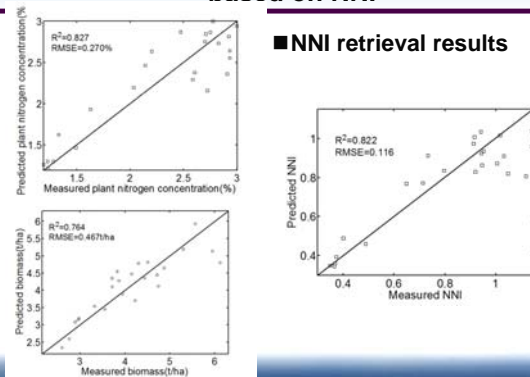 based on NNI
■NNI retrieval results
Predicted plant nitrogen concentration(%
3
2.5
2
1.5
R²=0.827
RMSE=0.270%
1.5 2 2.5 3
Measured plant nitrogen concentration(%)
Predicted biomass(t/ha)
6
5.5
5
4.5
4
3.5
3
2.5
R²=0.764
RMSE=0.467t/ha
3 4 5 6
Measured biomass(t/ha)
Predicted NNI
1
0.8
0.6
0.4
R²=0.822
RMSE=0.116
0.4 0.6 0.8 1
Measured NNI